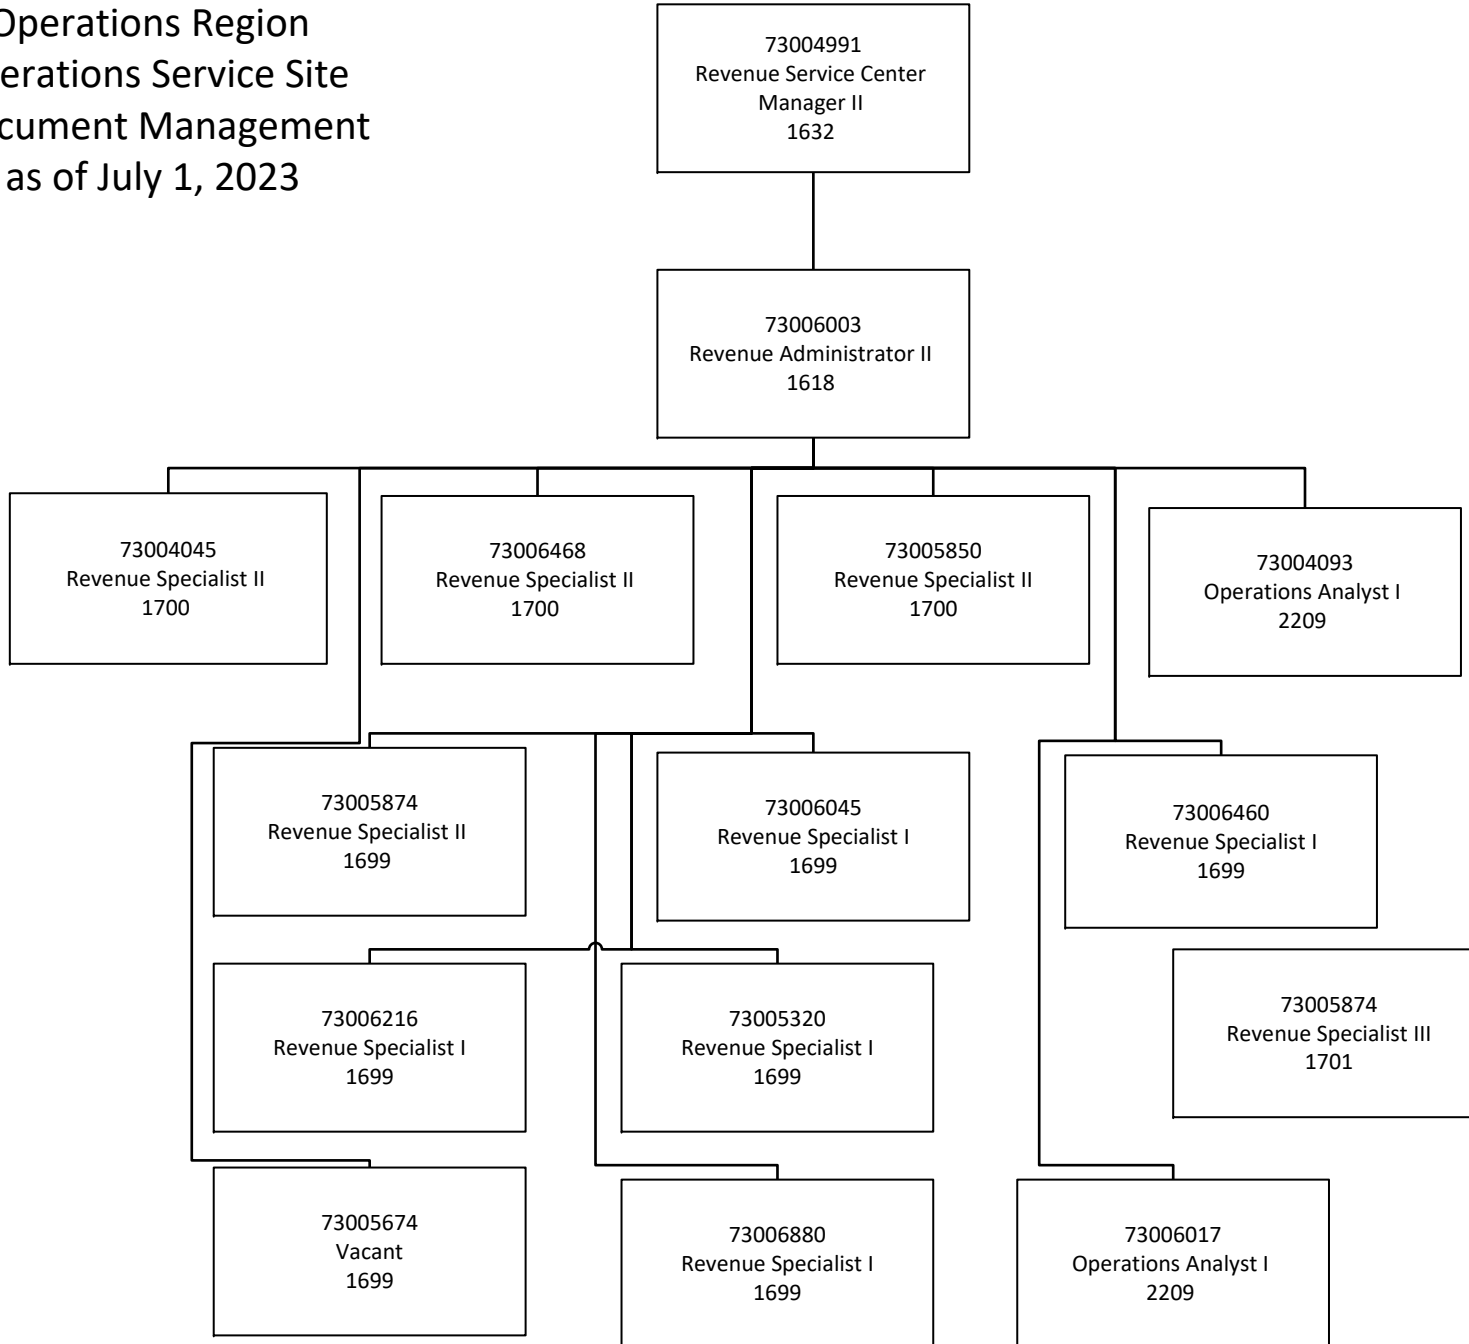 Operations Region
erations Service Site
cument Management
as of July 1, 2023
73004991
Revenue Service Center
Manager II
1632
73006003
Revenue Administrator II
1618
73004045
Revenue Specialist II
1700
73006468
Revenue Specialist II
1700
73005850
Revenue Specialist II
1700
73004093
Operations Analyst I
2209
73005874
Revenue Specialist II
1699
73006045
Revenue Specialist I
1699
73006460
Revenue Specialist I
1699
73006216
Revenue Specialist I
1699
73005320
Revenue Specialist I
1699
73005874
Revenue Specialist III
1701
73005674
Vacant
1699
73006880
Revenue Specialist I
1699
73006017
Operations Analyst I
2209